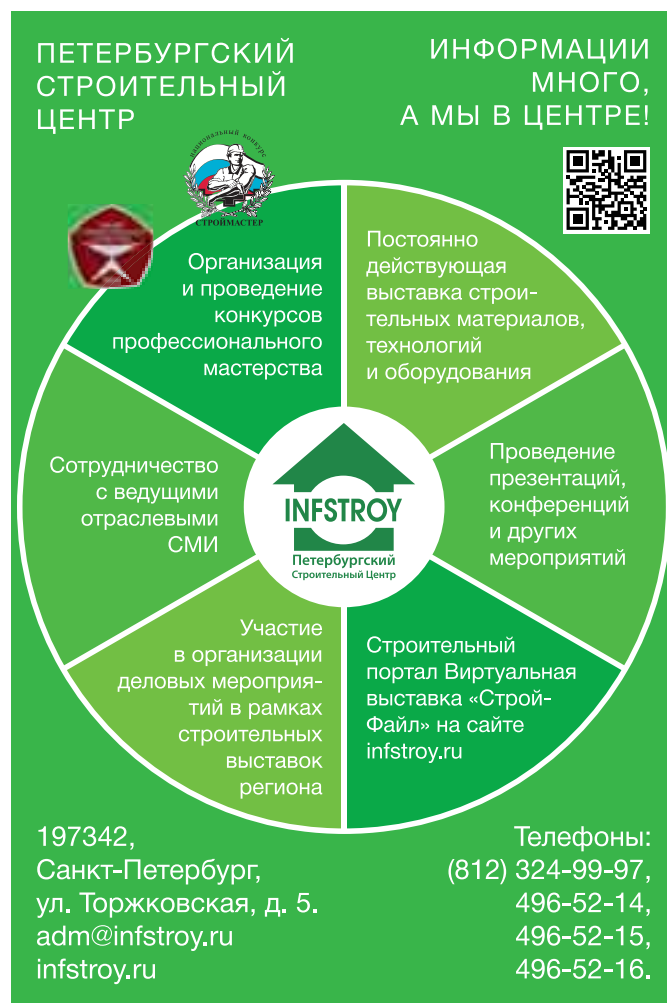 ПЕТЕРБУРГСКИЙ
СТРОИТЕЛЬНЫЙ
ЦЕНТР
ИНФОРМАЦИИ
МНОГО,
А МЫ В ЦЕНТРЕ!
национальный конкурс
СТРОЙМАСТЕР
Организация
и проведение
конкурсов
профессионального
мастерства
Постоянно
действующая
выставка строи-
тельных материалов,
технологий
и оборудования
Сотрудничество
с ведущими
отраслевыми
СМИ
INFSTROY
Петербургский
Строительный Центр
Проведение
презентаций,
конференций
и других
мероприятий
Участие
в организации
деловых мероприя-
тий в рамках
строительных
выставок
региона
Строительный
портал Виртуальная
выставка «Строй-
Файл» на сайте
infstroy.ru
197342,
Санкт-Петербург,
ул. Торжковская, д. 5.
adm@infstroy.ru
infstroy.ru
Телефоны:
(812) 324-99-97,
496-52-14,
496-52-15,
496-52-16.